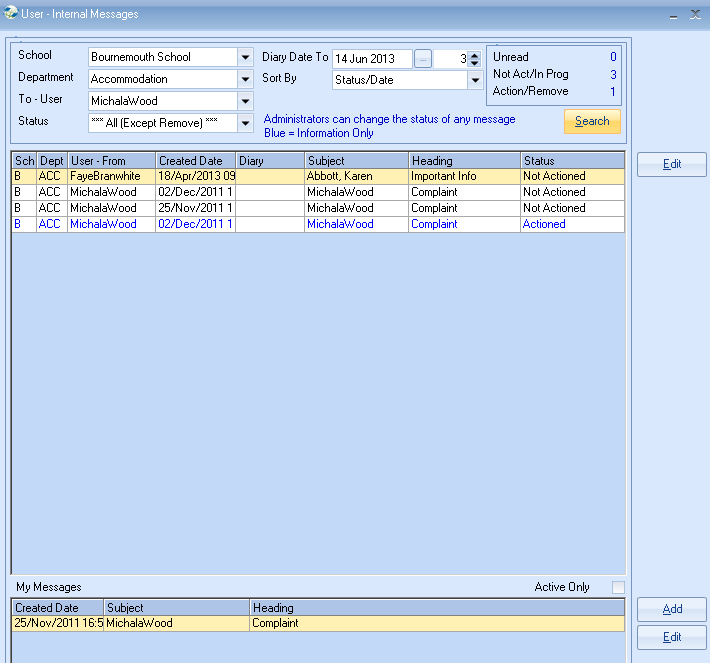 User - Internal Messages
School Bournemouth School Diary Date To 14 Jun 2013 ... 3 Unread 0
Department Accommodation Sort By Status/Date Not Act/In Prog 3
To - User MichalaWood Action/Remove 1
Status *** All (Except Remove) *** Administrators can change the status of any message
Blue = Information Only Search
Sch Dept User - From Created Date Diary Subject Heading Status Edit
B ACC FayeBranwhite 18/Apr/2013 09 Abbott, Karen Important Info Not Actioned
B ACC MichalaWood 02/Dec/2011 1 MichalaWood Complaint Not Actioned
B ACC MichalaWood 25/Nov/2011 1 MichalaWood Complaint Not Actioned
B ACC MichalaWood 02/Dec/2011 1 MichalaWood Complaint Actioned
My Messages Active Only
Created Date Subject Heading Add
25/Nov/2011 16:5 MichalaWood Complaint
Edit